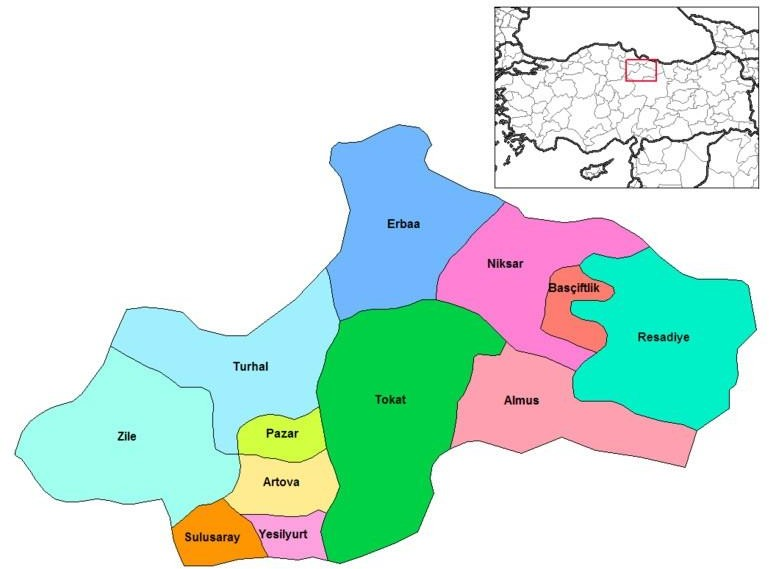 Erbaa
Niksar
Basçiftlik
Resadiye
Turhal
Tokat
Almus
Pazar
Zile
Artova
Sulusaray
Yesilyurt